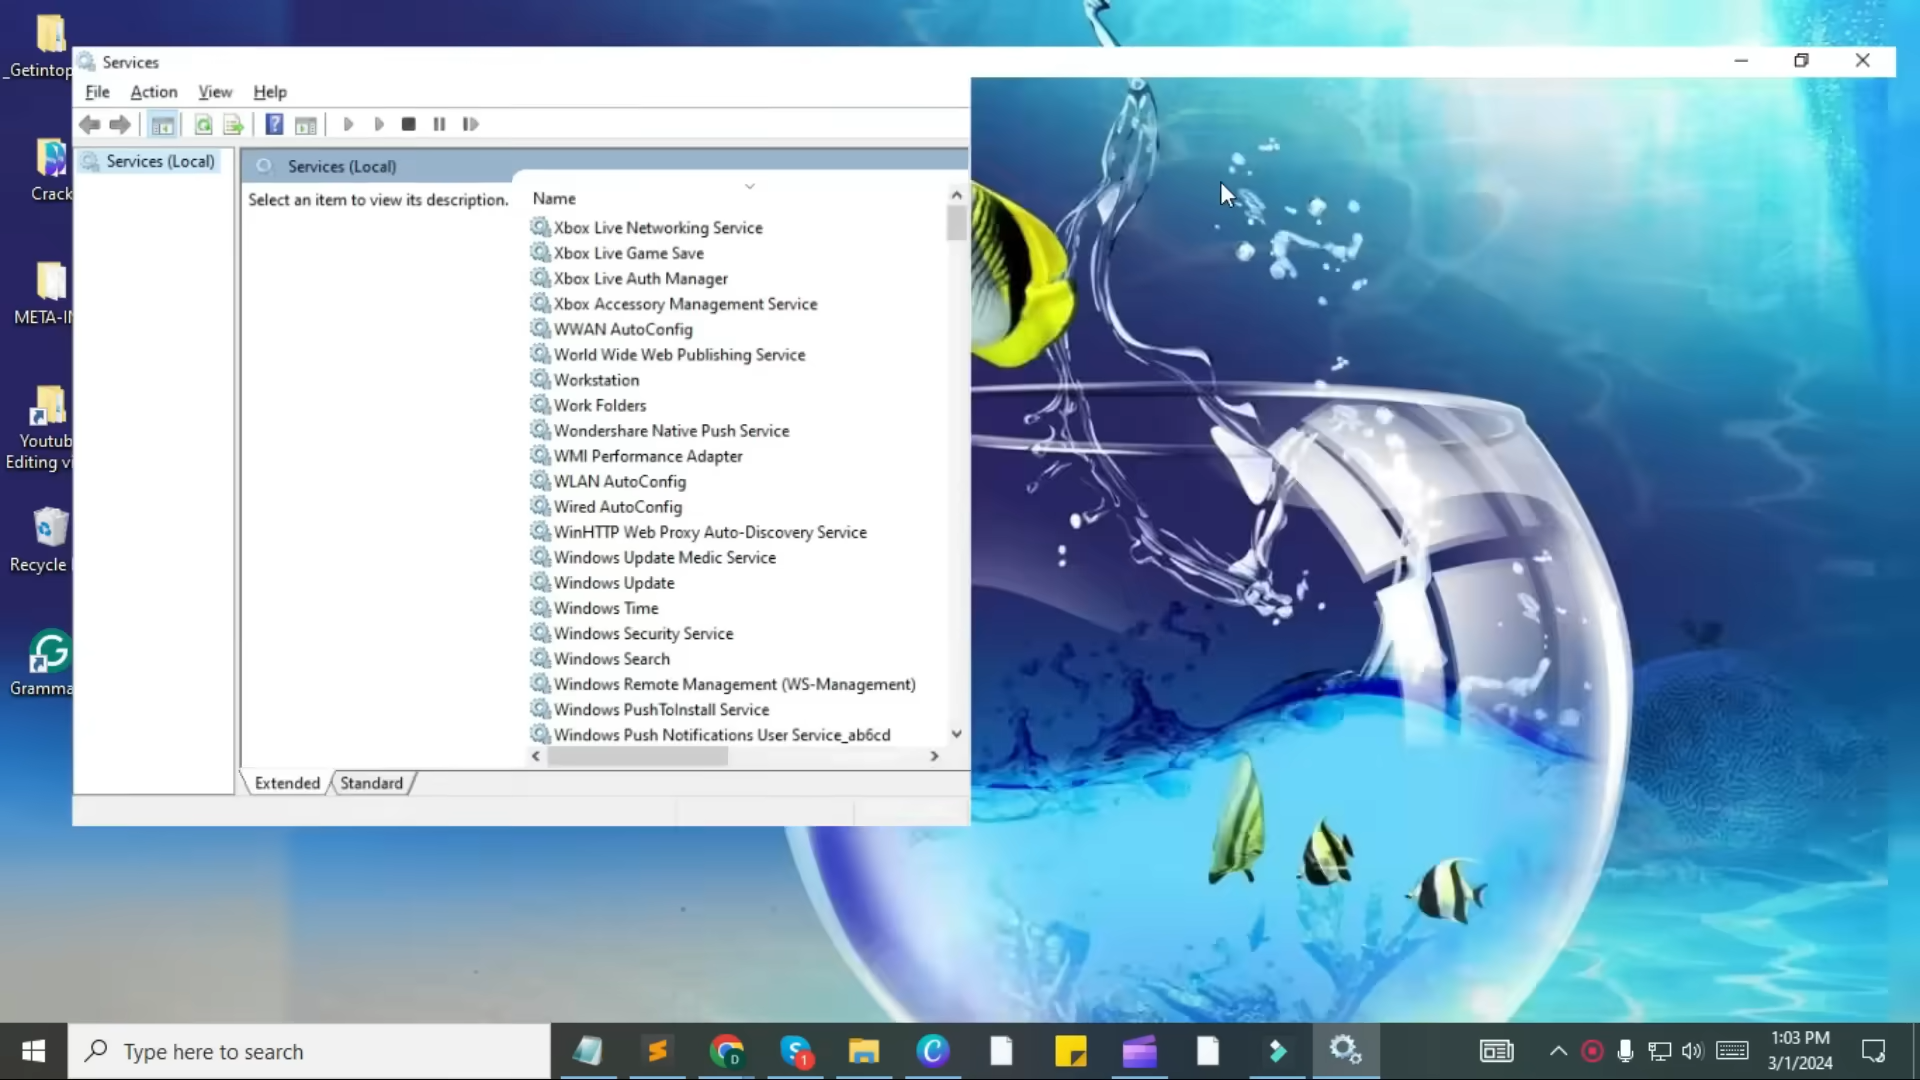 _Getintop
Services
File Action View Help
Services (Local)
Services (Local)
Select an item to view its description.
Name
Xbox Live Networking Service
Xbox Live Game Save
Xbox Live Auth Manager
Xbox Accessory Management Service
WWAN AutoConfig
World Wide Web Publishing Service
Workstation
Work Folders
Wondershare Native Push Service
WMI Performance Adapter
WLAN AutoConfig
Wired AutoConfig
WinHTTP Web Proxy Auto-Discovery Service
Windows Update Medic Service
Windows Update
Windows Time
Windows Security Service
Windows Search
Windows Remote Management (WS-Management)
Windows PushToInstall Service
Windows Push Notifications User Service_ab6cd
Extended Standard
Crack
META-IN
Youtub
Editing vi
Recycle
Gramma
Type here to search
D
1
1:03 PM
3/1/2024